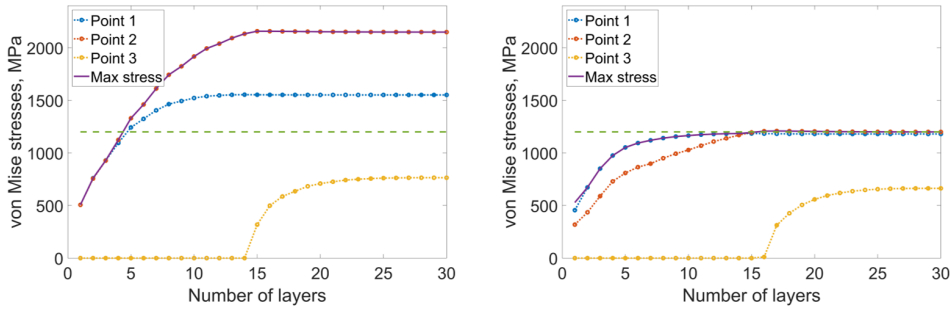 Point 1
Point 2
Point 3
Max stress
von Mise stresses, MPa
2000
1500
1000
500
0
0 5 10 15 20 25 30
Number of layers
Point 1
Point 2
Point 3
Max stress
von Mise stresses, MPa
2000
1500
1000
500
0
0 5 10 15 20 25 30
Number of layers